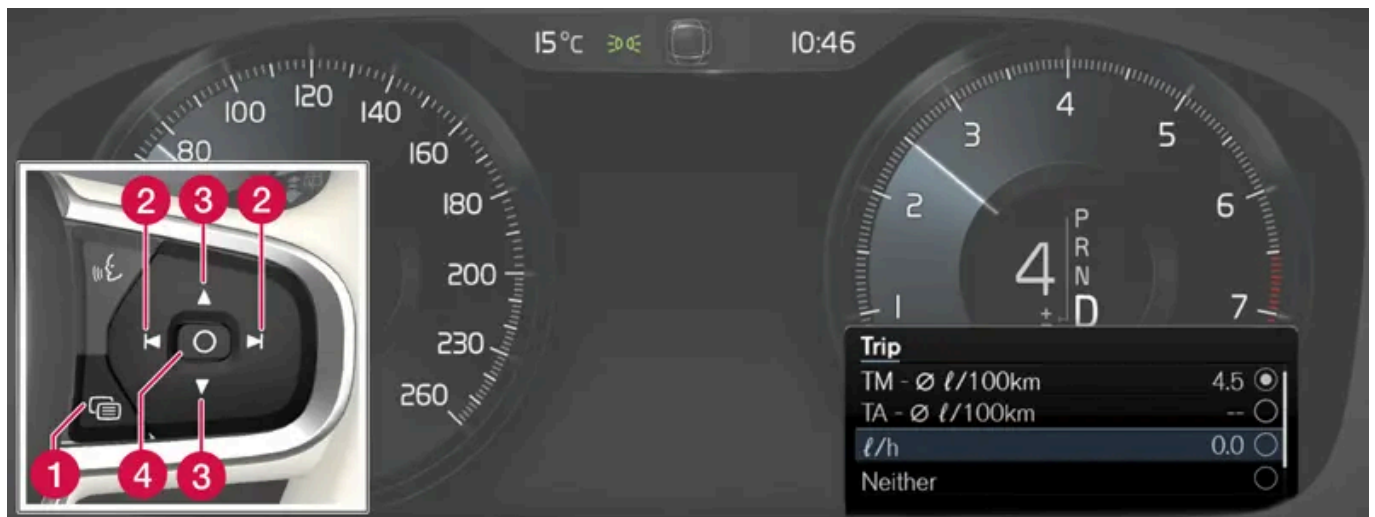 15°C 10:46
80 100 120 140 160 180 200 230 260
1 2 3 4 5 6 7
4
P
R
N
D
+
-
2 3 2
1 4 3
Trip
TM - Ø ℓ/100km 4.5
TA - Ø ℓ/100km --
ℓ/h 0.0
Neither